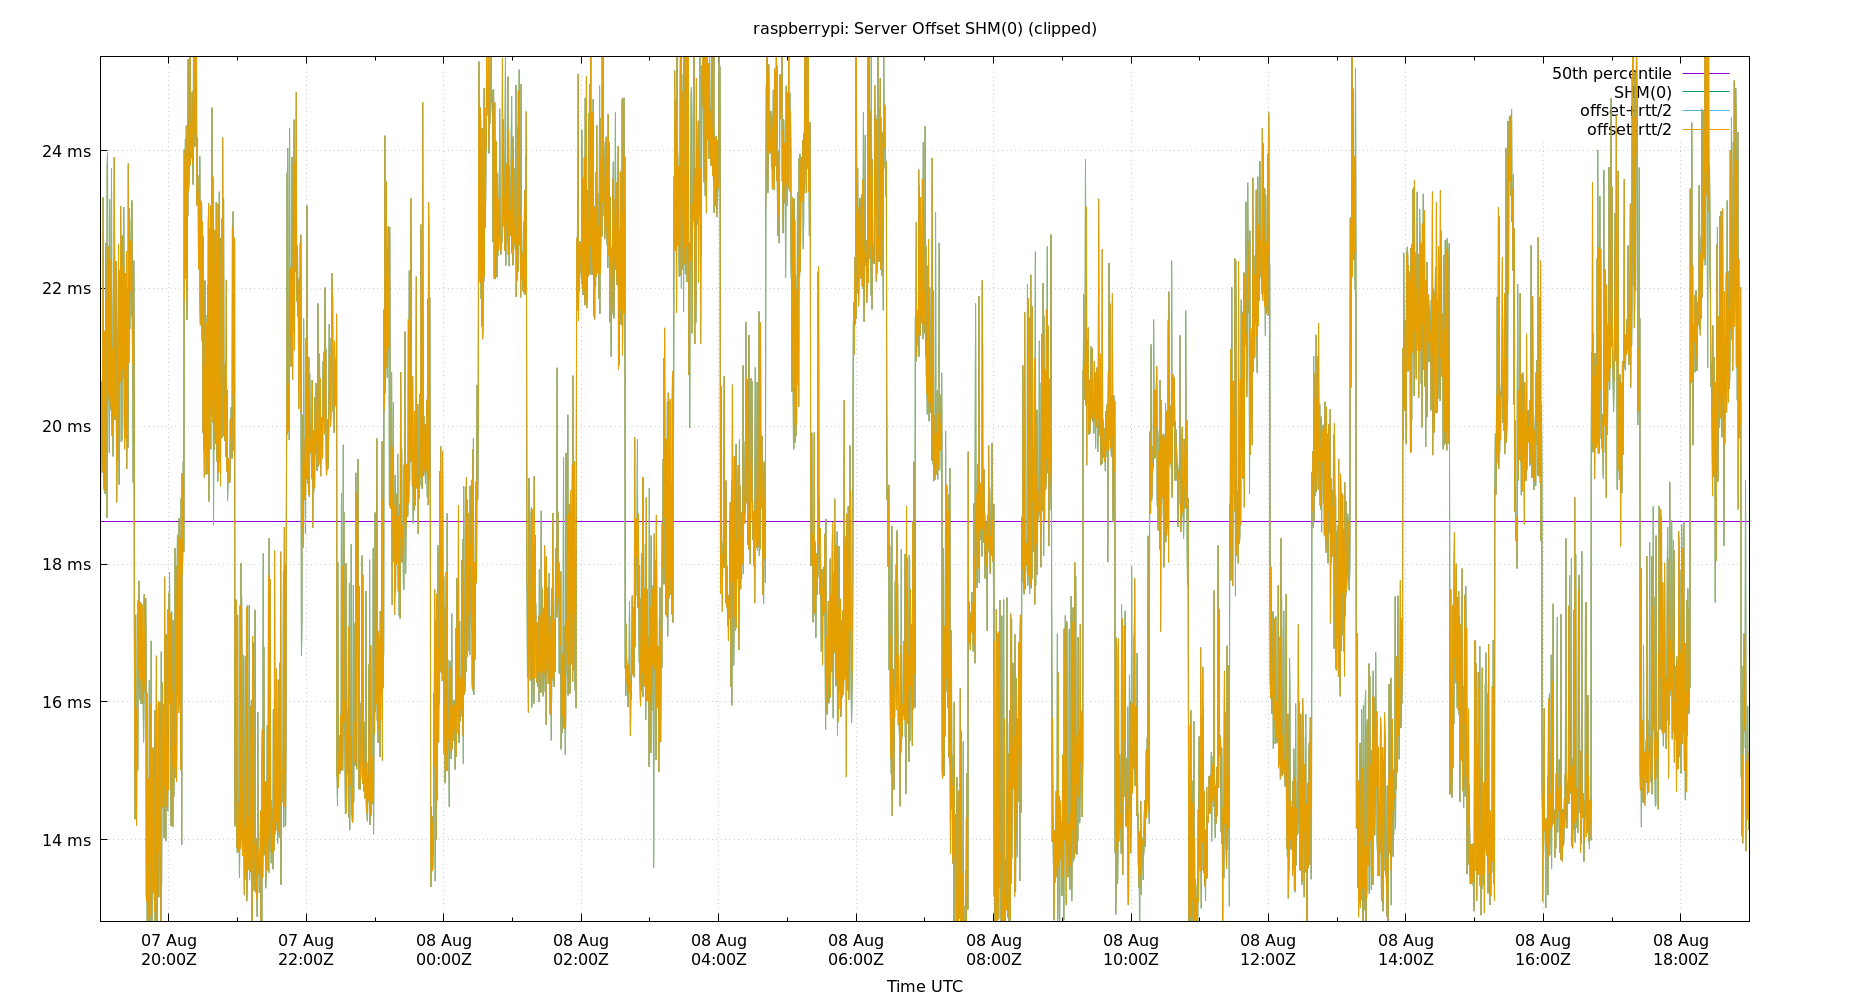 raspberrypi: Server Offset SHM(0) (clipped)
50th percentile
SHM(0)
offset+rtt/2
offset-rtt/2
24 ms
22 ms
20 ms
18 ms
16 ms
14 ms
07 Aug 07 Aug 08 Aug 08 Aug 08 Aug 08 Aug 08 Aug 08 Aug 08 Aug 08 Aug 08 Aug 08 Aug
20:00Z 22:00Z 00:00Z 02:00Z 04:00Z 06:00Z 08:00Z 10:00Z 12:00Z 14:00Z 16:00Z 18:00Z
Time UTC